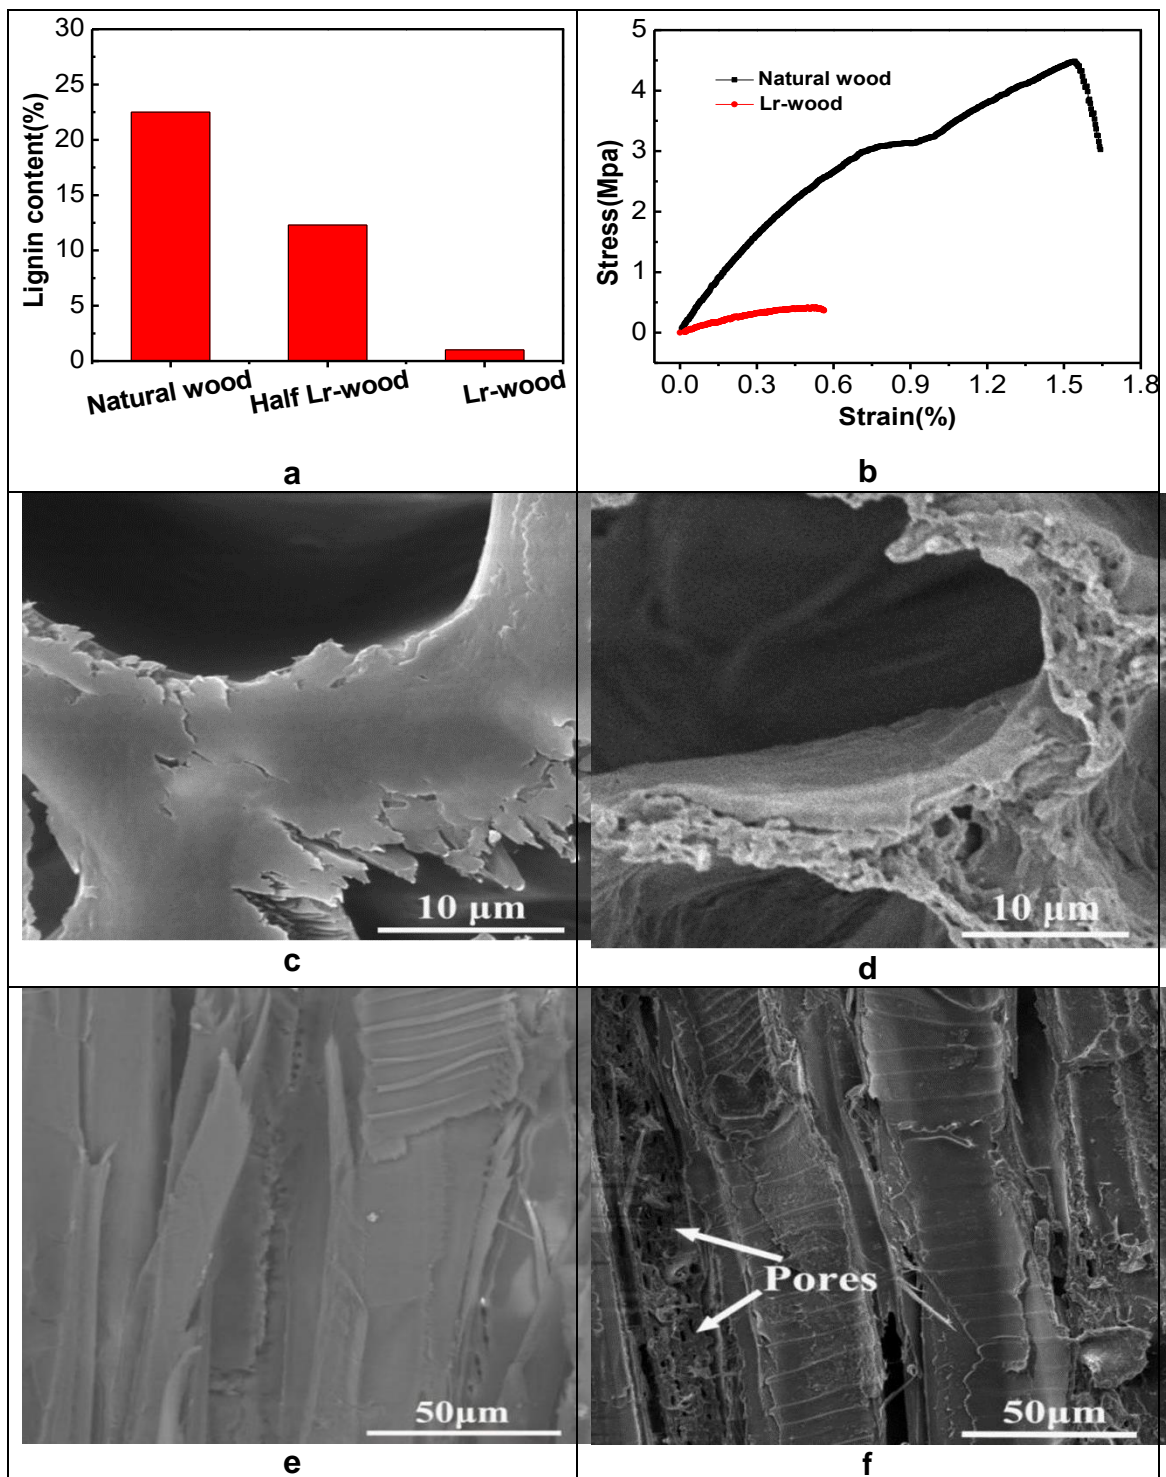 30
25
20
15
10
5
0
Lignin content(%)
Natural wood
Half Lr-wood
Lr-wood
a
5
4
3
2
1
0
Stress(Mpa)
Natural wood
Lr-wood
0.0 0.3 0.6 0.9 1.2 1.5 1.8
Strain(%)
b
10 μm
c
10 μm
d
50μm
e
Pores
50μm
f